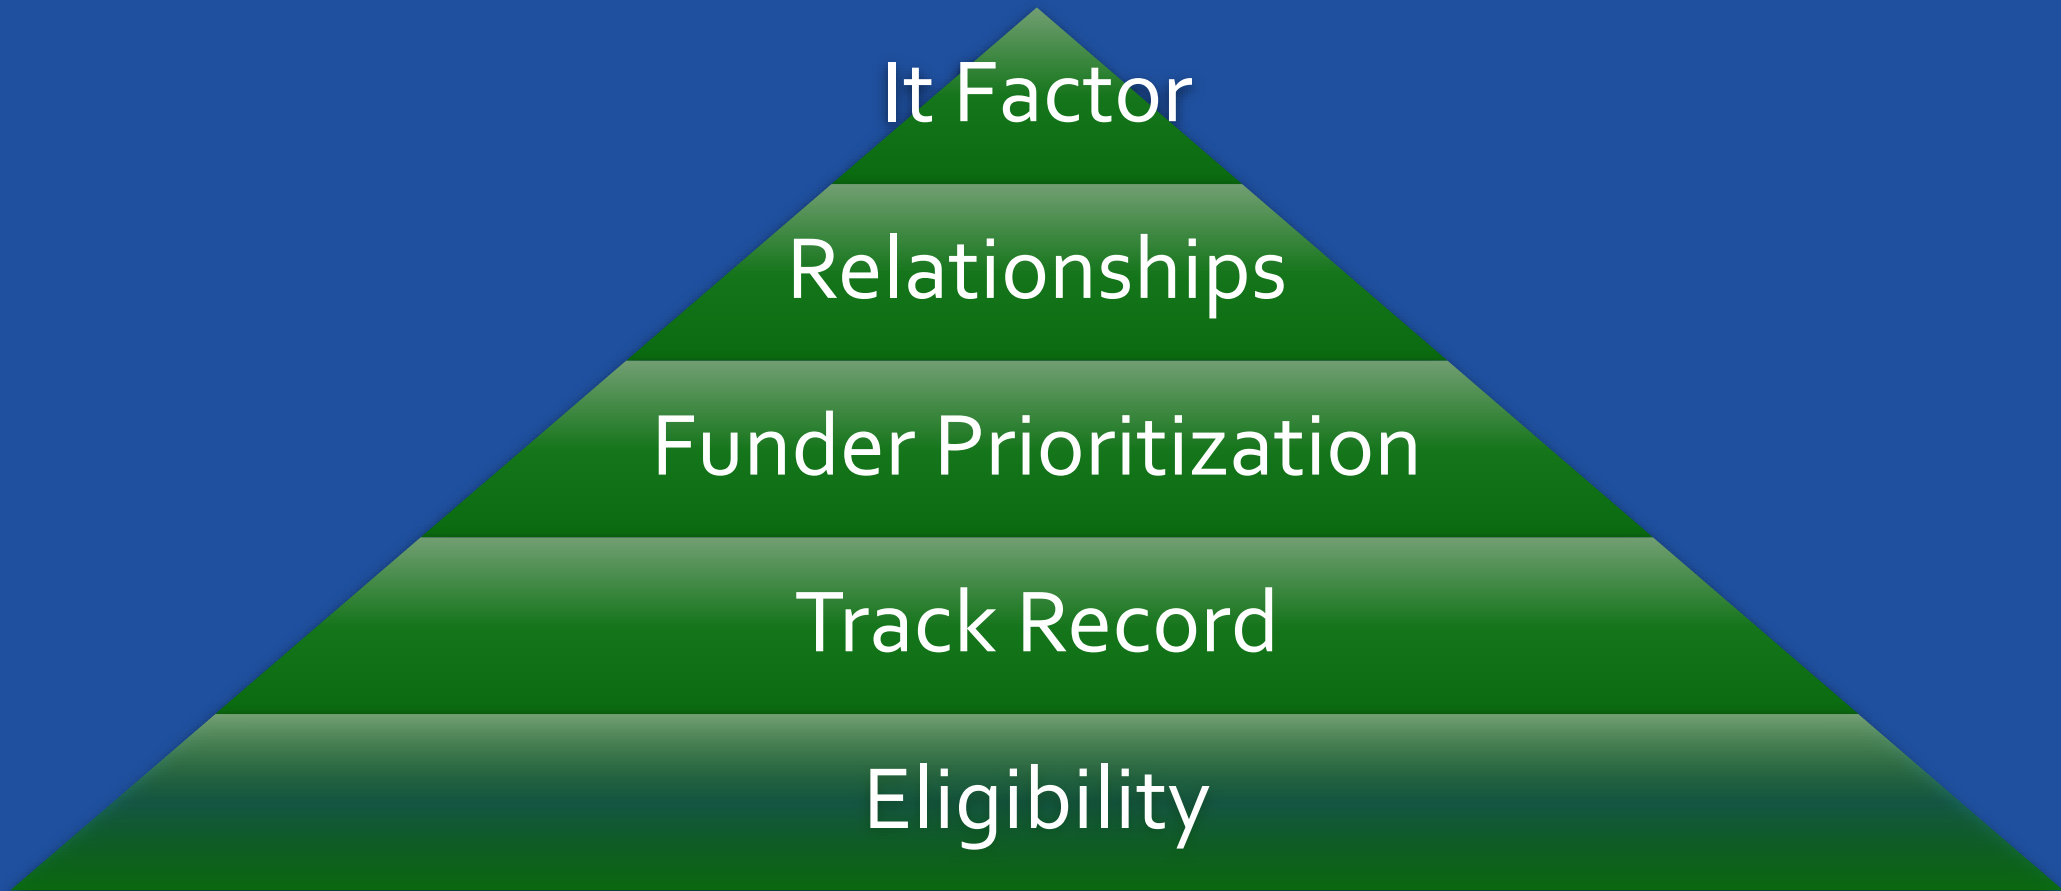 It Factor
Relationships
Funder Prioritization
Track Record
Eligibility